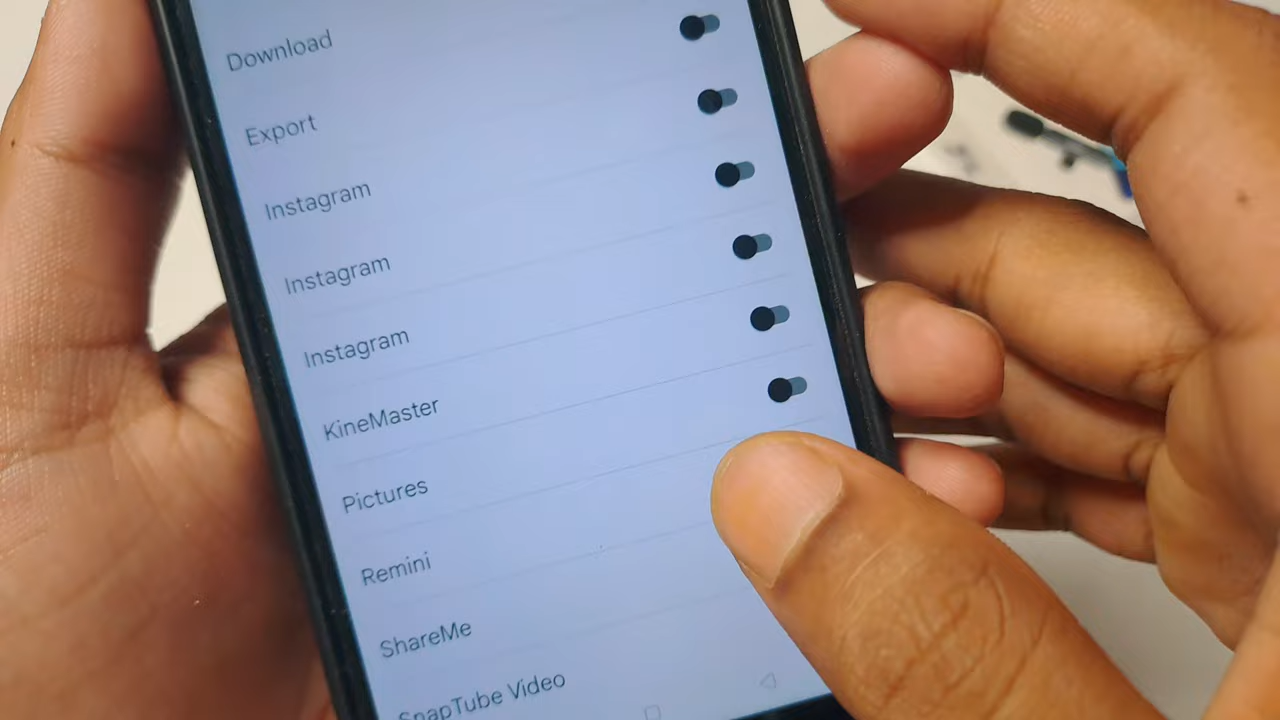 Download
Export
Instagram
Instagram
Instagram
KineMaster
Pictures
Remini
ShareMe
SnapTube Video